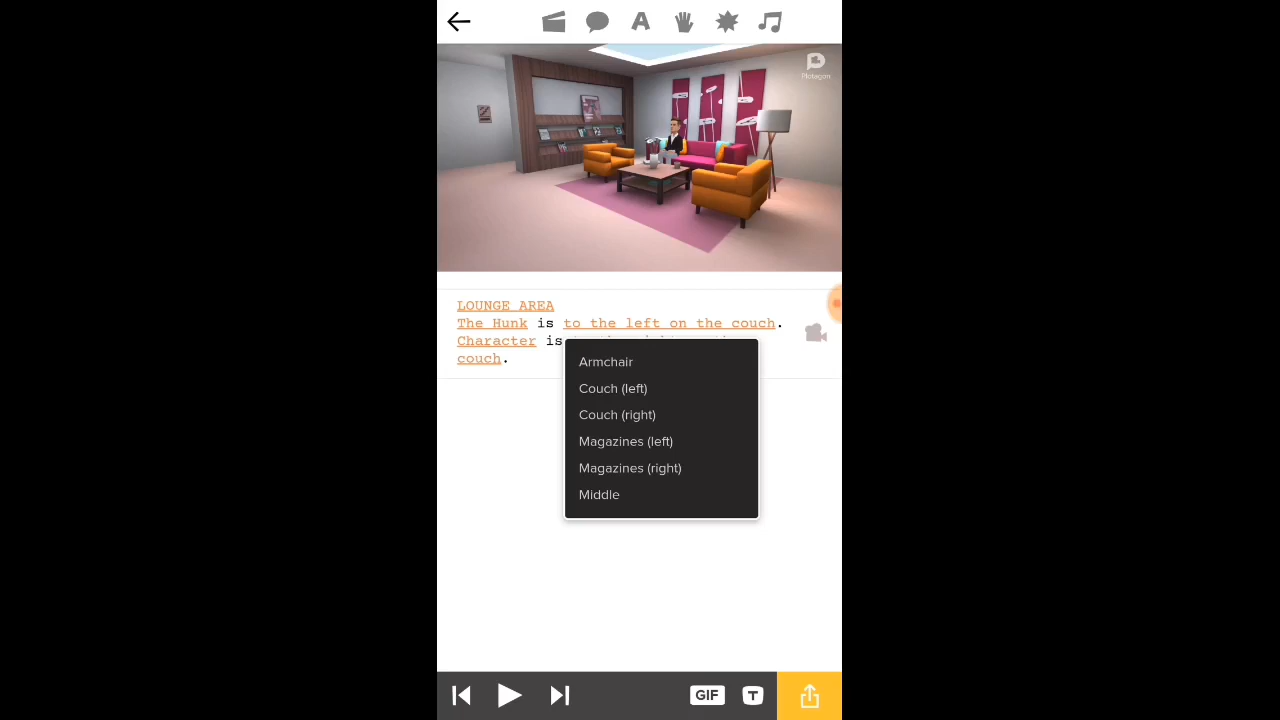 Plotagon
LOUNGE AREA
The Hunk is to the left on the couch.
Character is
couch.
Armchair
Couch (left)
Couch (right)
Magazines (left)
Magazines (right)
Middle
GIF
T